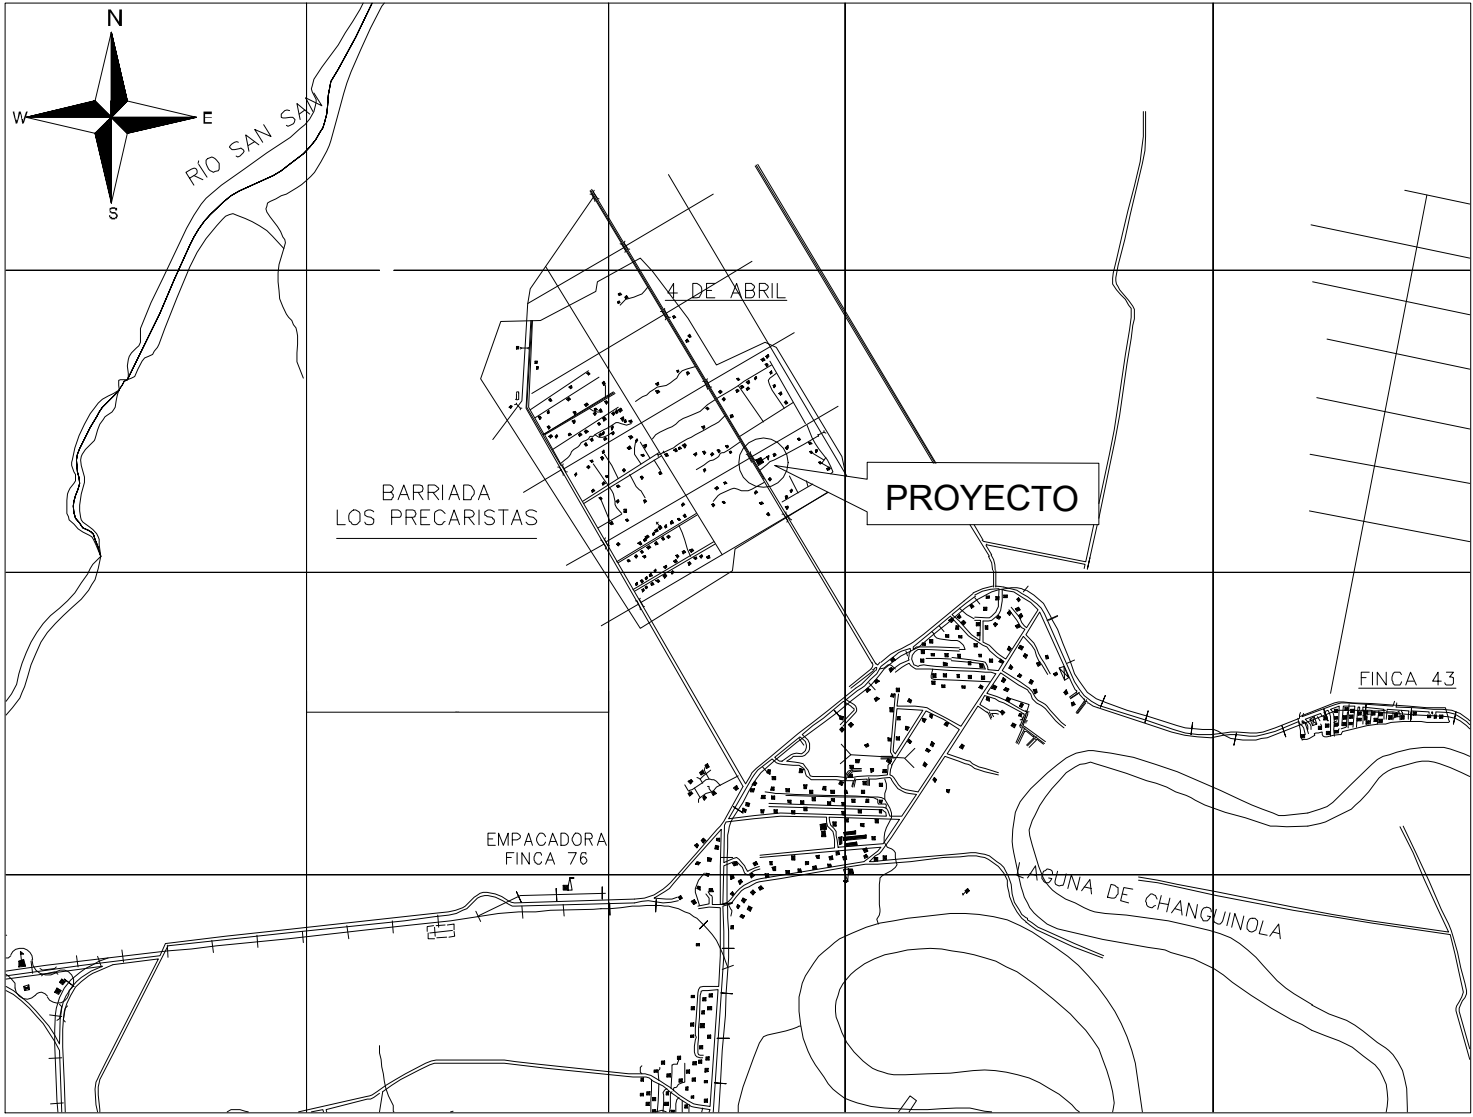 N
W
E
S
RÍO SAN SAN
4 DE ABRIL
BARRIADA
LOS PRECARISTAS
PROYECTO
FINCA 43
EMPACADORA
FINCA 76
LAGUNA DE CHANGUINOLA